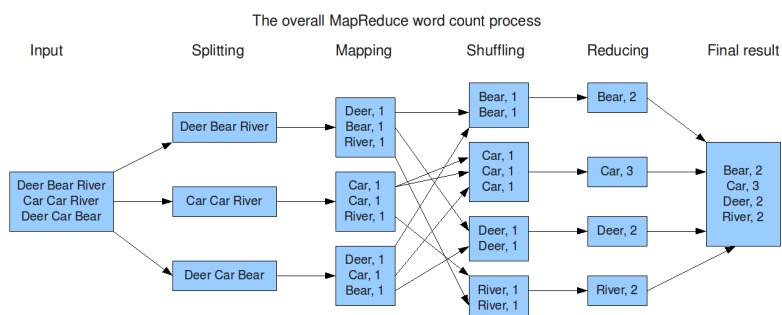 The overall MapReduce word count process
Input
Splitting
Mapping
Shuffling
Reducing
Final result
Deer Bear River
Car Car River
Deer Car Bear
Deer Bear River
Car Car River
Deer Car Bear
Deer, 1
Bear, 1
River, 1
Car, 1
Car, 1
River, 1
Deer, 1
Car, 1
Bear, 1
Bear, 1
Bear, 1
Car, 1
Car, 1
Car, 1
Deer, 1
Deer, 1
River, 1
River, 1
Bear, 2
Car, 3
Deer, 2
River, 2
Bear, 2
Car, 3
Deer, 2
River, 2